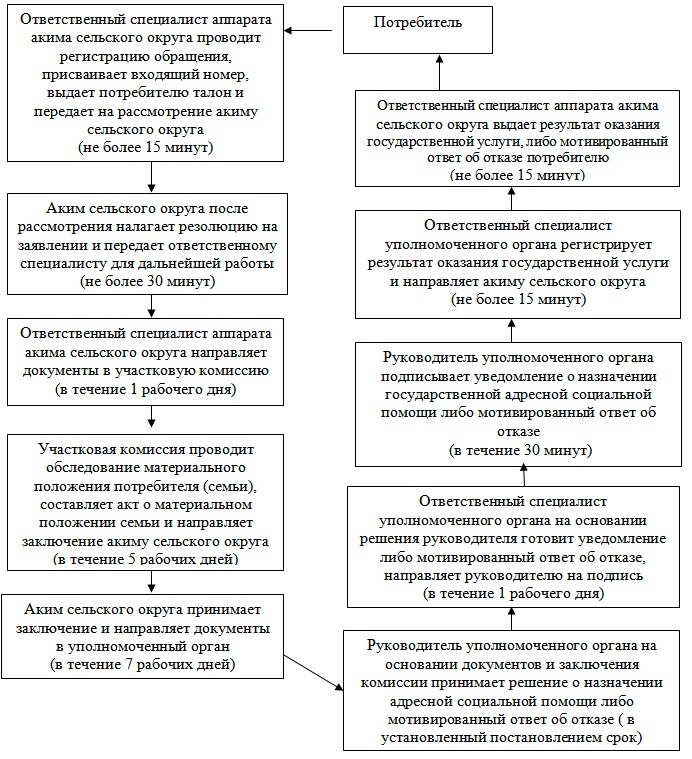 Потребитель
Ответственный специалист аппарата
акима сельского округа проводит
регистрацию обращения,
присваивает входящий номер,
выдает потребителю талон и
передает на рассмотрение акиму
сельского округа
(не более 15 минут)
Аким сельского округа после
рассмотрения налагает резолюцию на
заявлении и передает ответственному
специалисту для дальнейшей работы
(не более 30 минут)
Ответственный специалист аппарата
акима сельского округа направляет
документы в участковую комиссию
(в течение 1 рабочего дня)
Участковая комиссия проводит
обследование материального
положения потребителя (семьи),
составляет акт о материальном
положении семьи и направляет
заключение акиму сельского округа
(в течение 5 рабочих дней)
Аким сельского округа принимает
заключение и направляет документы
в уполномоченный орган
(в течение 7 рабочих дней)
Руководитель уполномоченного органа на
основании документов и заключения
комиссии принимает решение о назначении
адресной социальной помощи либо
мотивированный ответ об отказе ( в
установленный постановлением срок)
Ответственный специалист
уполномоченного органа на основании
решения руководителя готовит уведомление
либо мотивированный ответ об отказе,
направляет руководителю на подпись
(в течение 1 рабочего дня)
Руководитель уполномоченного органа
подписывает уведомление о назначении
государственной адресной социальной
помощи либо мотивированный ответ об
отказе
(в течение 30 минут)
Ответственный специалист
уполномоченного органа регистрирует
результат оказания государственной услуги
и направляет акиму сельского округа
(не более 15 минут)
Ответственный специалист аппарата акима
сельского округа выдает результат оказания
государственной услуги, либо мотивированный
ответ об отказе потребителю
(не более 15 минут)